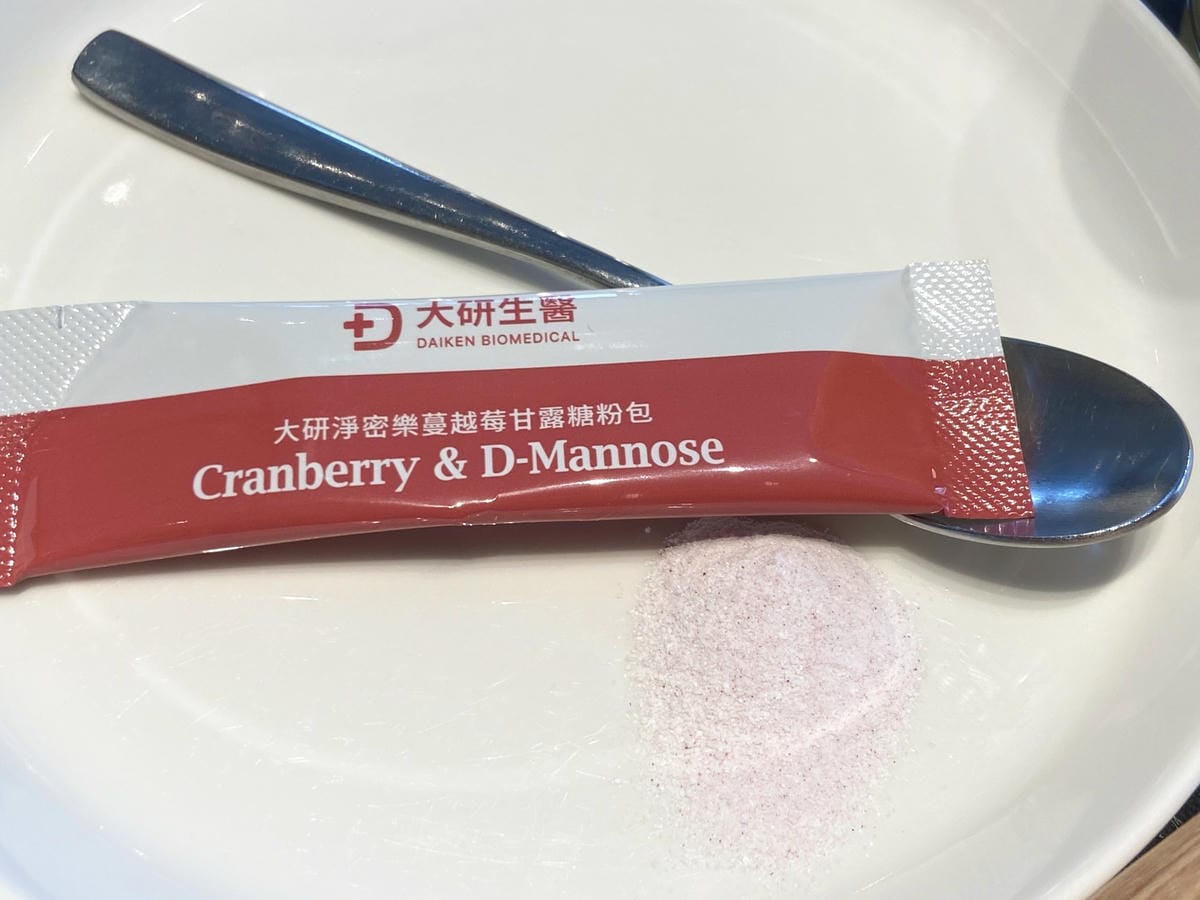 大研生醫
DAIKEN BIOMEDICAL
大研淨密樂蔓越莓甘露糖粉包
Cranberry & D-Mannose